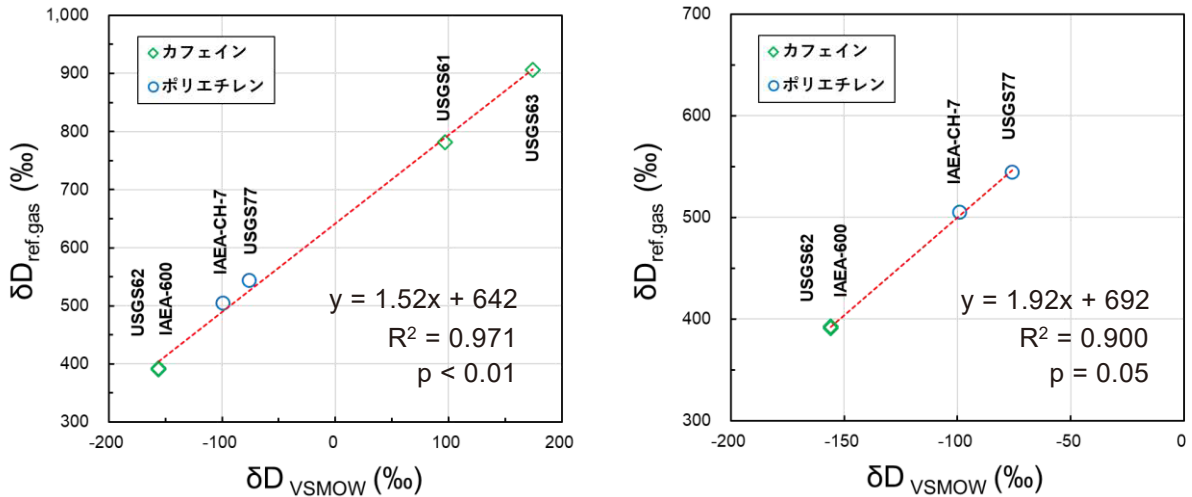 1,000
900
800
700
600
500
400
300
-200
-100
0
100
200
δD ref.gas (‰)
δD VSMOW (‰)
カフェイン
ポリエチレン
USGS62
IAEA-600
IAEA-CH-7
USGS77
USGS61
USGS63
y = 1.52x + 642
R² = 0.971
p < 0.01
700
600
500
400
300
-200
-150
-100
-50
0
δD ref.gas (‰)
δD VSMOW (‰)
カフェイン
ポリエチレン
USGS62
IAEA-600
IAEA-CH-7
USGS77
y = 1.92x + 692
R² = 0.900
p = 0.05